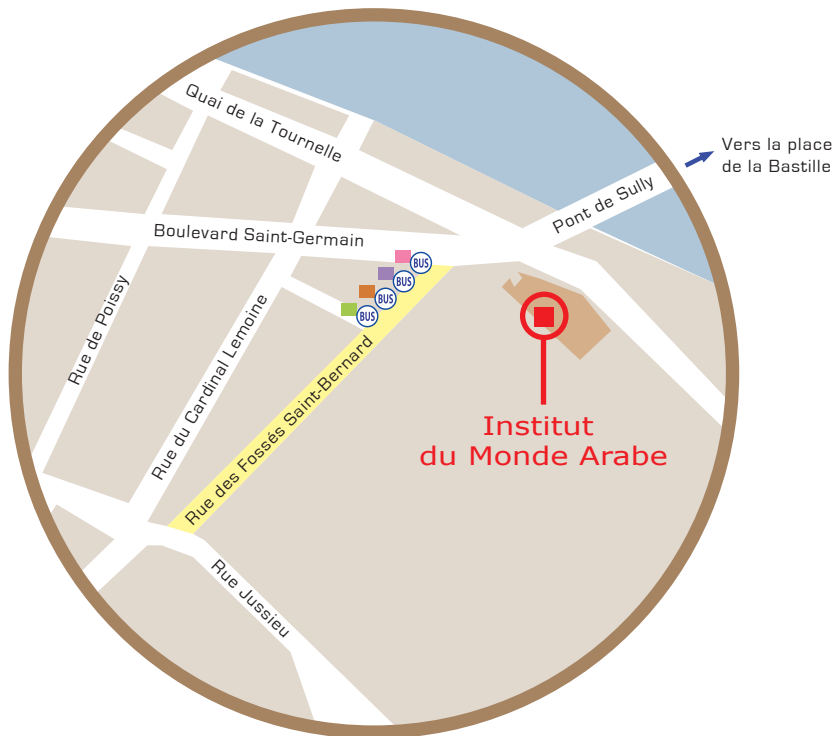 Quai de la Tournelle
Vers la place
de la Bastille
Pont de Sully
Boulevard Saint-Germain
BUS
BUS
BUS
BUS
Rue de Poissy
Rue du Cardinal Lemoine
Rue des Fossés Saint-Bernard
Institut
du Monde Arabe
Rue Jussieu